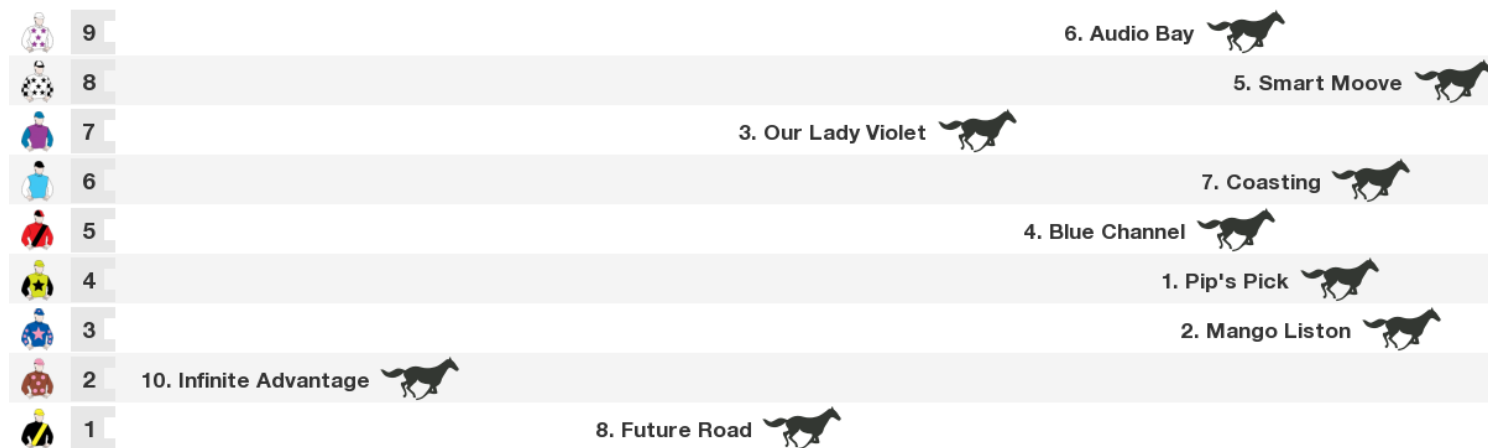 9 6. Audio Bay
8 5. Smart Moove
7 3. Our Lady Violet
6 7. Coasting
5 4. Blue Channel
4 1. Pip's Pick
3 2. Mango Liston
2 10. Infinite Advantage
1 8. Future Road